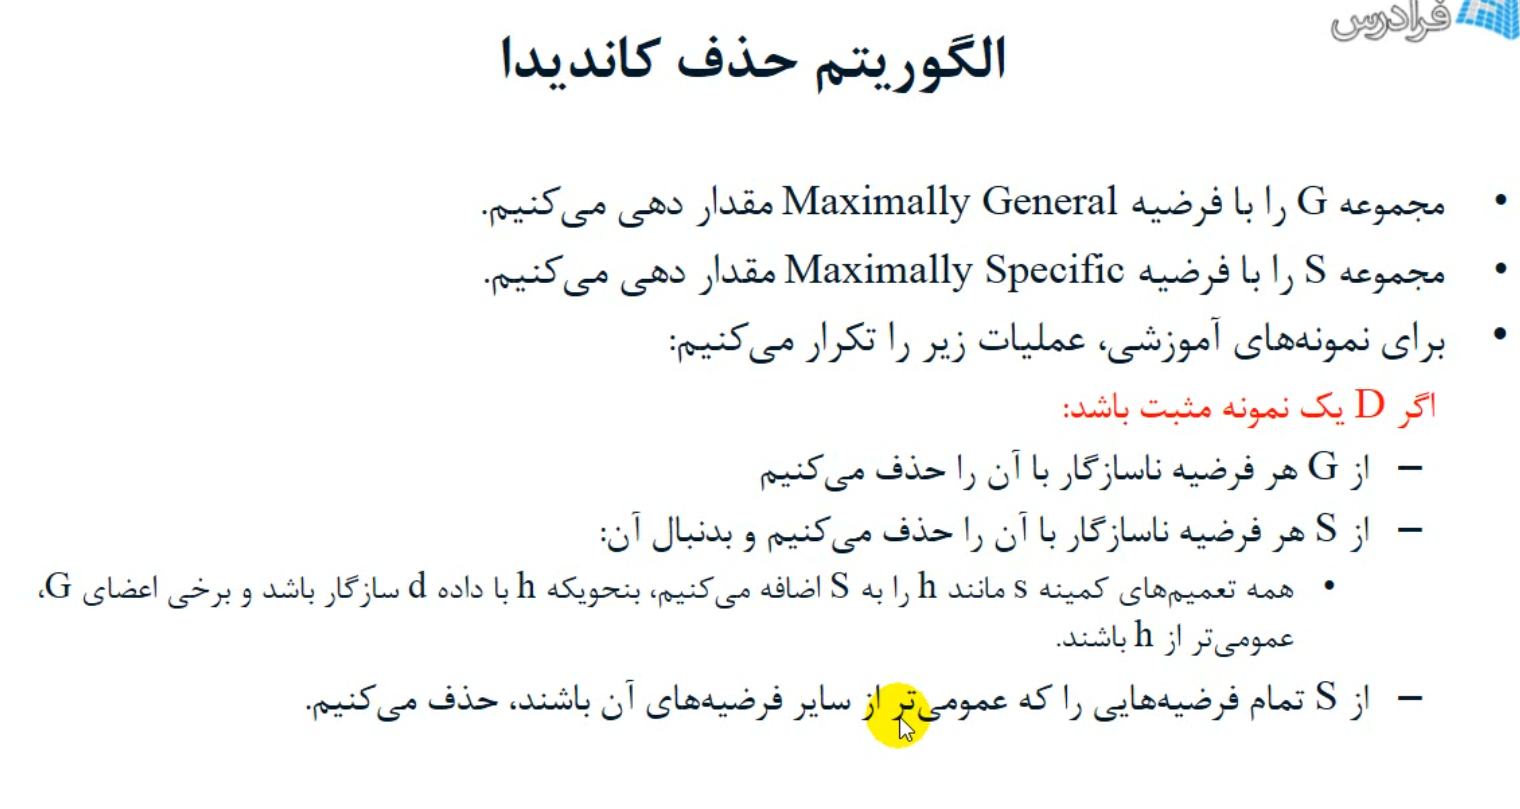 فرادرس
الگوریتم حذف کاندیدا
• مجموعه G را با فرضیه Maximally General مقدار دهی می‌کنیم.
• مجموعه S را با فرضیه Maximally Specific مقدار دهی می‌کنیم.
• برای نمونه‌های آموزشی، عملیات زیر را تکرار می‌کنیم:
اگر D یک نمونه مثبت باشد:
– از G هر فرضیه ناسازگار با آن را حذف می‌کنیم
– از S هر فرضیه ناسازگار با آن را حذف می‌کنیم و بدنبال آن:
• همه تعمیم‌های کمینه s مانند h را به S اضافه می‌کنیم، بنحویکه h با داده d سازگار باشد و برخی اعضای G،
عمومی‌تر از h باشند.
– از S تمام فرضیه‌هایی را که عمومی‌تر از سایر فرضیه‌های آن باشند، حذف می‌کنیم.